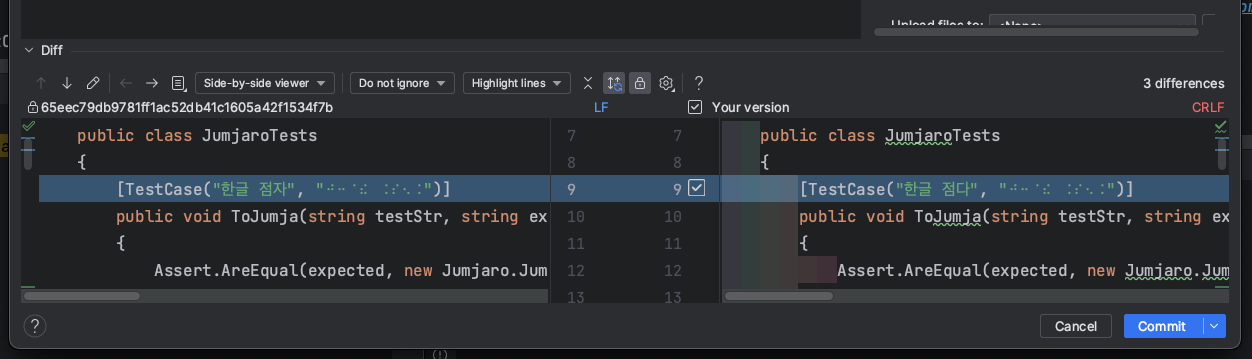 Upload files to: <None>
Diff
Side-by-side viewer Do not ignore Highlight lines ? 3 differences
65eec79db9781ff1ac52db41c1605a42f1534f7b LF Your version CRLF
public class JumjaroTests 7 7 public class JumjaroTests
{ 8 8 {
[TestCase("한글 점자", " 9 9 [TestCase("한글 점다", "
public void ToJumja(string testStr, string ex 10 10 public void ToJumja(string testStr, string ex
{ 11 11 {
Assert.AreEqual(expected, new Jumjaro.Jum 12 12 Assert.AreEqual(expected, new Jumjaro.Jum
13 13
? Cancel Commit